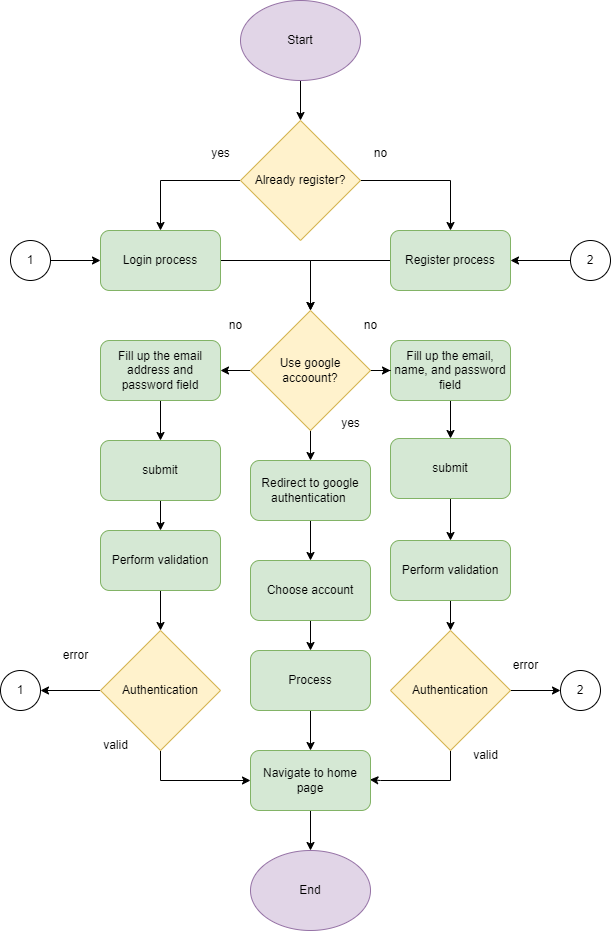 Start
yes
no
Already register?
1
Login process
Register process
2
no
no
Fill up the email
address and
password field
Use google
accoount?
Fill up the email,
name, and password
field
yes
submit
Redirect to google
authentication
submit
Perform validation
Choose account
Perform validation
error
error
1
Authentication
Process
Authentication
2
valid
valid
Navigate to home
page
End